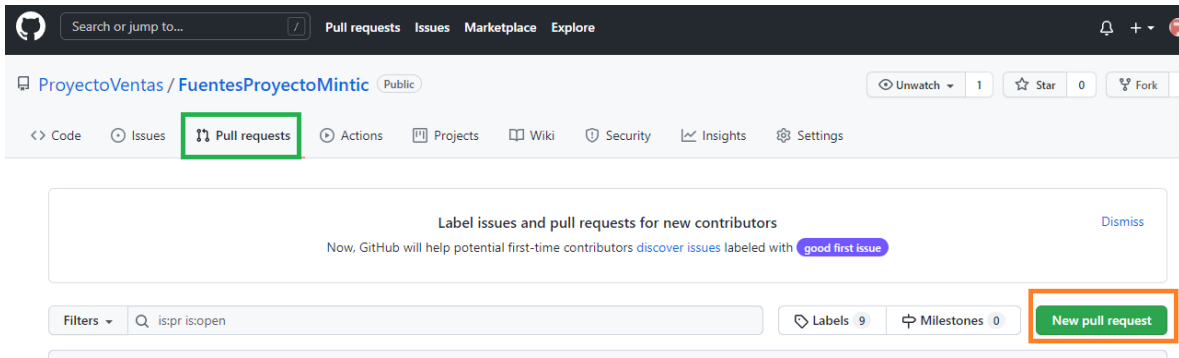 Search or jump to... / Pull requests Issues Marketplace Explore
ProyectoVentas / FuentesProyectoMintic Public Unwatch 1 Star 0 Fork
Code Issues Pull requests Actions Projects Wiki Security Insights Settings
Label issues and pull requests for new contributors Dismiss
Now, GitHub will help potential first-time contributors discover issues labeled with good first issue
Filters is:pr is:open Labels 9 Milestones 0 New pull request